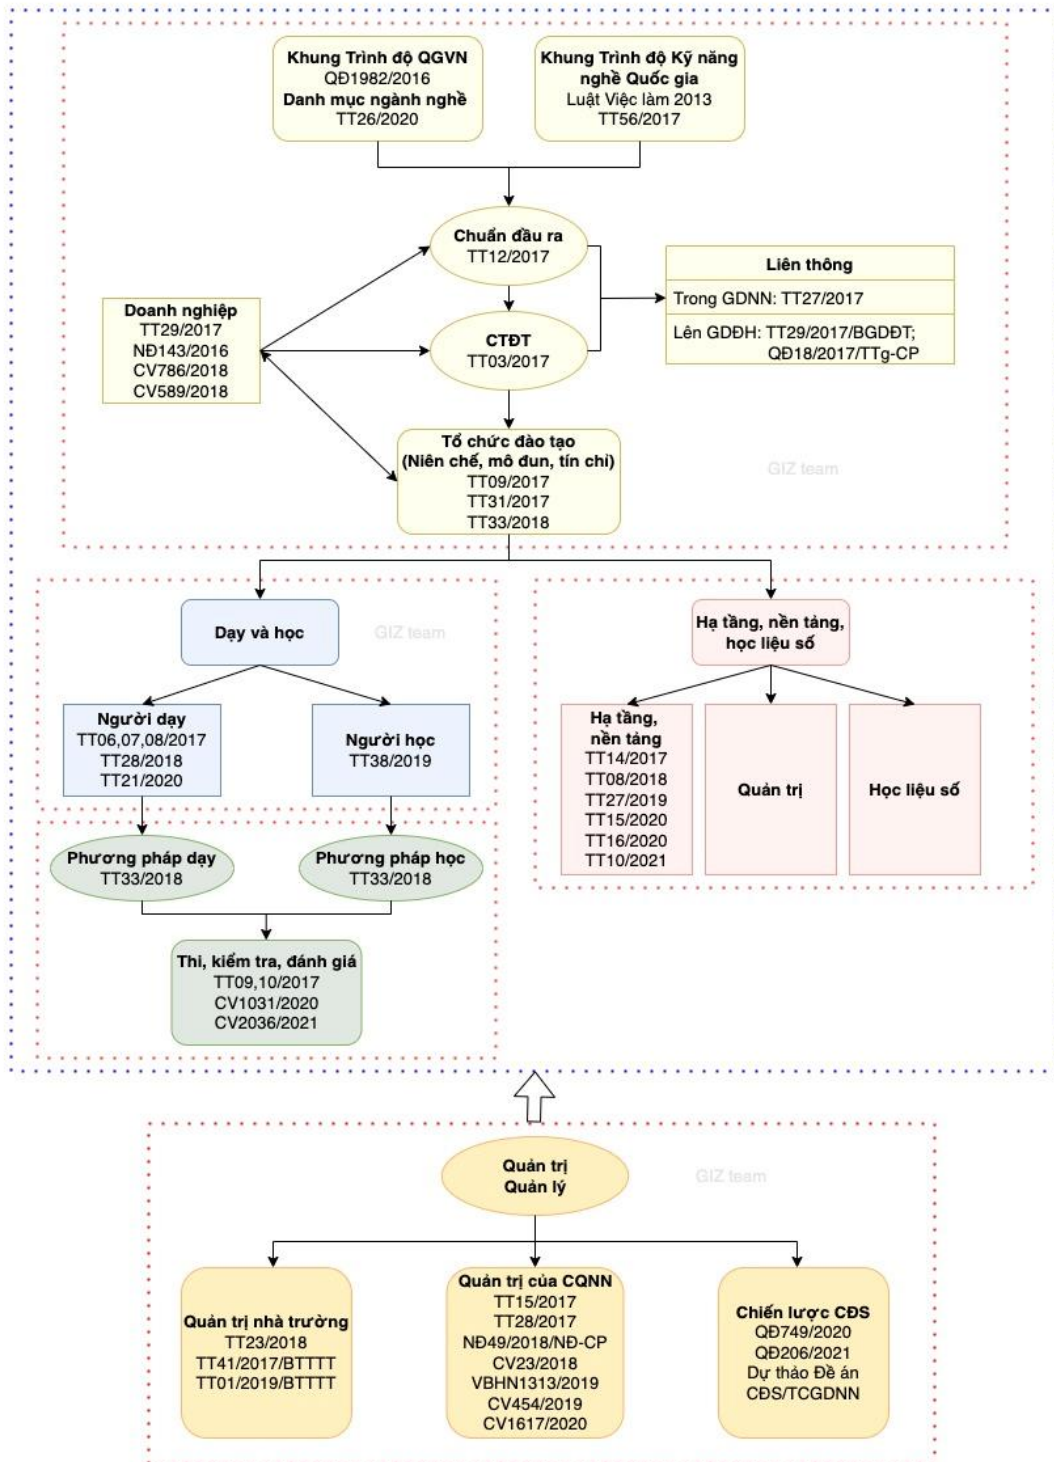 Khung Trình độ QGVN
QĐ1982/2016
Danh mục ngành nghề
TT26/2020
Khung Trình độ Kỹ năng
nghề Quốc gia
Luật Việc làm 2013
TT56/2017
Chuẩn đầu ra
TT12/2017
Liên thông
Trong GDNN: TT27/2017
Lên GDĐH: TT29/2017/BGDĐT;
QĐ18/2017/TTg-CP
Doanh nghiệp
TT29/2017
NĐ143/2016
CV786/2018
CV589/2018
CTĐT
TT03/2017
Tổ chức đào tạo
(Niên chế, mô đun, tín chỉ)
TT09/2017
TT31/2017
TT33/2018
GIZ team
Dạy và học
GIZ team
Hạ tầng, nền tảng,
học liệu số
Người dạy
TT06,07,08/2017
TT28/2018
TT21/2020
Người học
TT38/2019
Hạ tầng,
nền tảng
TT14/2017
TT08/2018
TT27/2019
TT15/2020
TT16/2020
TT10/2021
Quản trị
Học liệu số
Phương pháp dạy
TT33/2018
Phương pháp học
TT33/2018
Thi, kiểm tra, đánh giá
TT09,10/2017
CV1031/2020
CV2036/2021
Quản trị
Quản lý
GIZ team
Quản trị nhà trường
TT23/2018
TT41/2017/BTTTT
TT01/2019/BTTTT
Quản trị của CQNN
TT15/2017
TT28/2017
NĐ49/2018/NĐ-CP
CV23/2018
VBHN1313/2019
CV454/2019
CV1617/2020
Chiến lược CĐS
QĐ749/2020
QĐ206/2021
Dự thảo Đề án
CĐS/TCGDNN